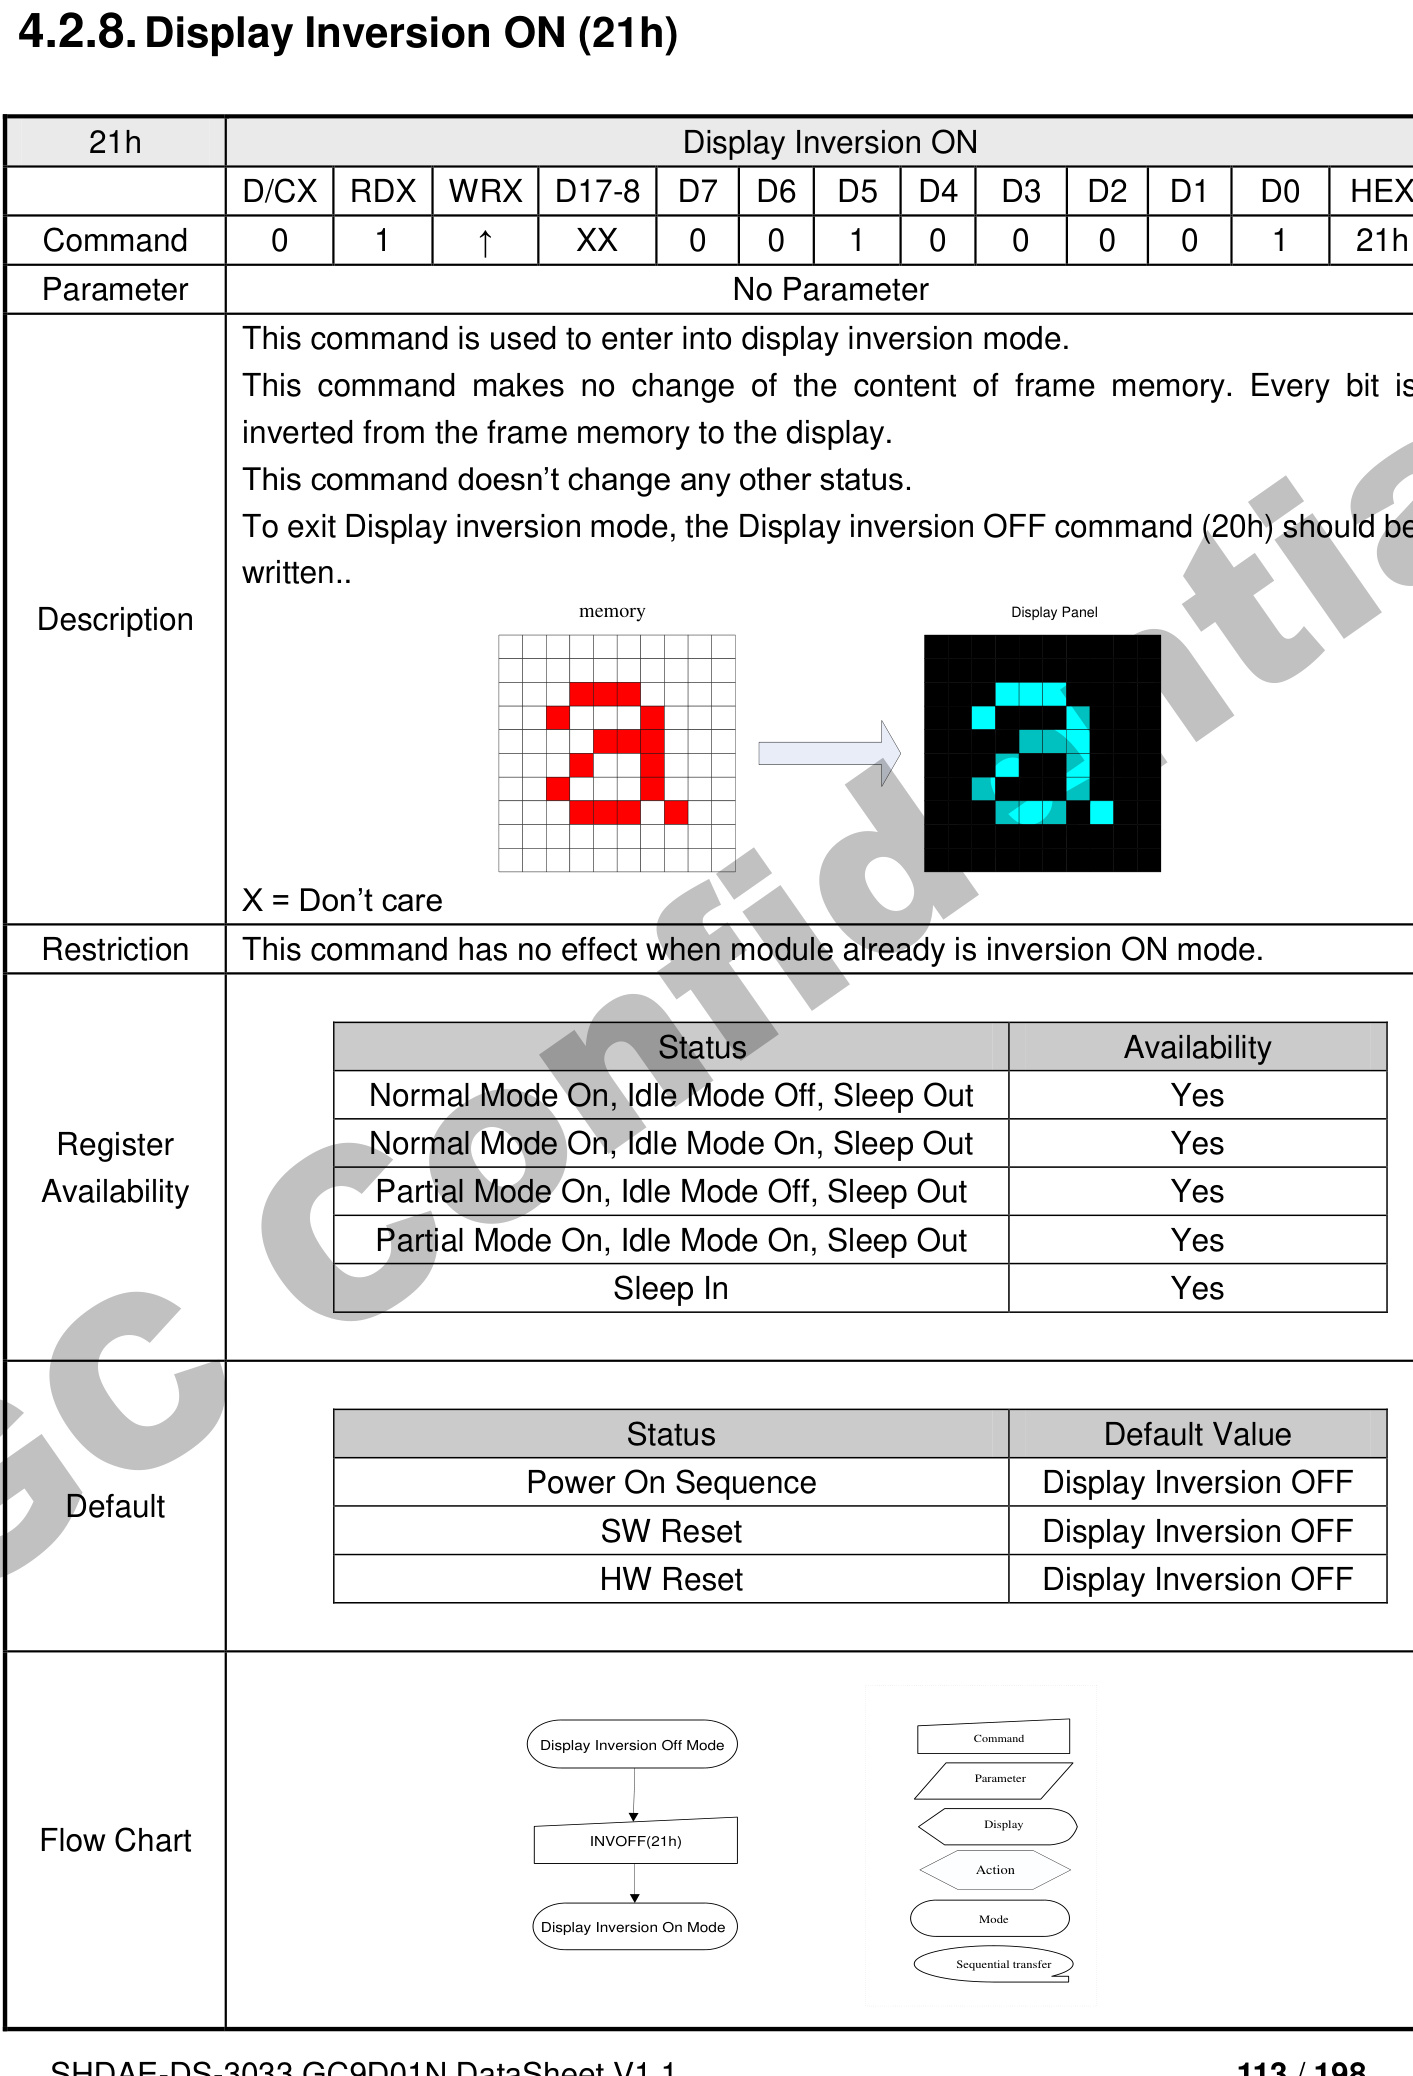 4.2.8. Display Inversion ON (21h)
21h Display Inversion ON
D/CX RDX WRX D17-8 D7 D6 D5 D4 D3 D2 D1 D0 HEX
Command 0 1 ↑ XX 0 0 1 0 0 0 0 1 21h
Parameter No Parameter
Description
This command is used to enter into display inversion mode.
This command makes no change of the content of frame memory. Every bit is
inverted from the frame memory to the display.
This command doesn’t change any other status.
To exit Display inversion mode, the Display inversion OFF command (20h) should be
written..
memory Display Panel
X = Don’t care
Restriction This command has no effect when module already is inversion ON mode.
Register
Availability
Status Availability
Normal Mode On, Idle Mode Off, Sleep Out Yes
Normal Mode On, Idle Mode On, Sleep Out Yes
Partial Mode On, Idle Mode Off, Sleep Out Yes
Partial Mode On, Idle Mode On, Sleep Out Yes
Sleep In Yes
Default
Status Default Value
Power On Sequence Display Inversion OFF
SW Reset Display Inversion OFF
HW Reset Display Inversion OFF
Flow Chart
Display Inversion Off Mode
INVOFF(21h)
Display Inversion On Mode
Command
Parameter
Display
Action
Mode
Sequential transfer
GC Confidentia
SHDAE-DS-3033 GC9D01N DataSheet V1.1 113 / 198